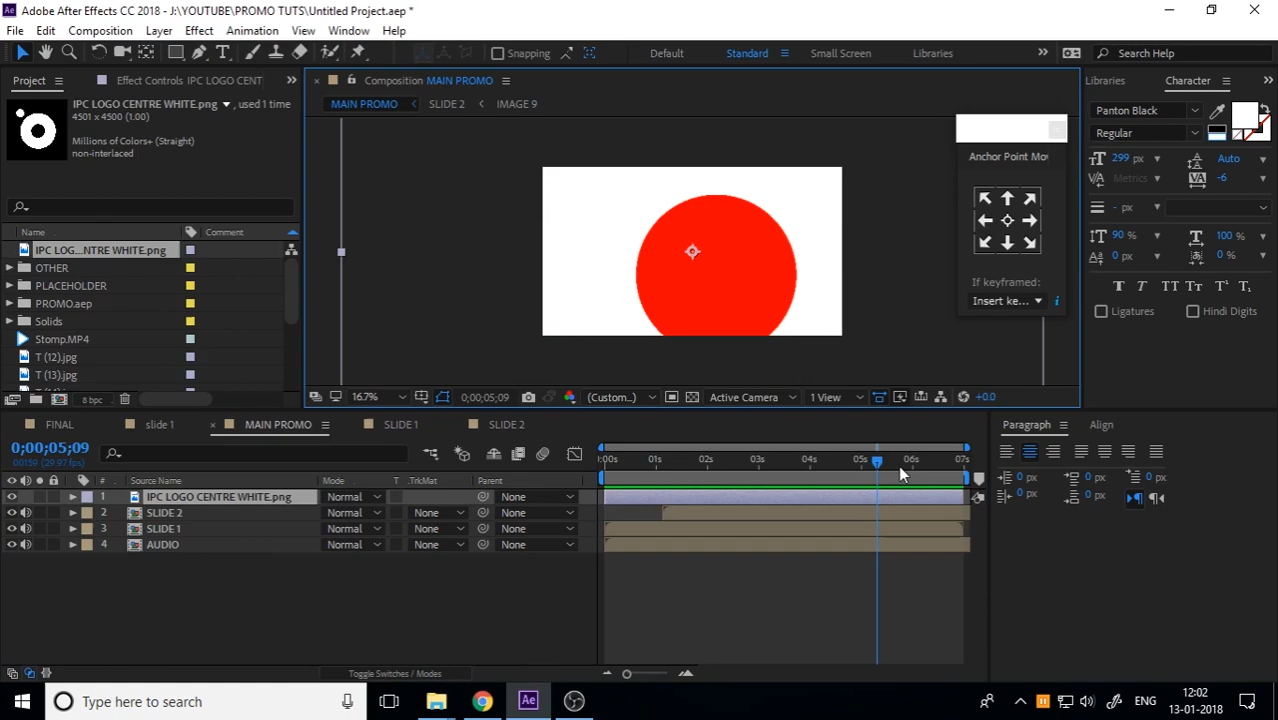 Adobe After Effects CC 2018 - J:\YOUTUBE\PROMO TUTS\Untitled Project.aep *
File Edit Composition Layer Effect Animation View Window Help
Snapping Default Standard Small Screen Libraries Search Help
Project Effect Controls IPC LOGO CENT
Composition MAIN PROMO
Libraries Character
IPC LOGO CENTRE WHITE.png , used 1 time
4501 x 4500 (1.00)
Millions of Colors+ (Straight)
non-interlaced
MAIN PROMO SLIDE 2 IMAGE 9
Panton Black
Regular
Anchor Point Mo
299 px Auto
Metrics -6
- px
90 % 100 %
0 px 0 %
T T TT Tr T¹ T₁
Ligatures Hindi Digits
If keyframed:
Insert ke...
Name Comment
IPC LOG...NTRE WHITE.png
OTHER
PLACEHOLDER
PROMO.aep
Solids
Stomp.MP4
T (12).jpg
T (13).jpg
8 bpc
16.7% 0;00;05;09 (Custom... Active Camera 1 View +0.0
FINAL slide 1 MAIN PROMO SLIDE 1 SLIDE 2
Paragraph Align
0;00;05;09
00159 (29.97 fps)
:00s 01s 02s 03s 04s 05s 06s 07s
0 px 0 px 0 px
0 px 0 px
# Source Name Mode T .TrkMat Parent
1 IPC LOGO CENTRE WHITE.png Normal None
2 SLIDE 2 Normal None None
3 SLIDE 1 Normal None None
4 AUDIO Normal None None
Toggle Switches / Modes
Type here to search
ENG
12:02
13-01-2018